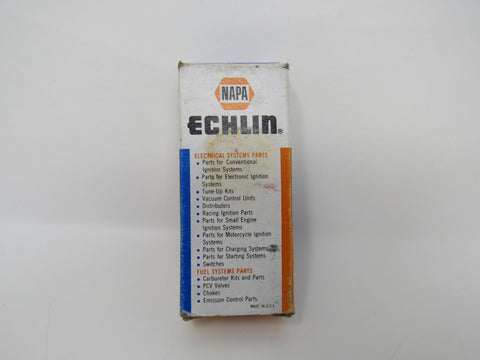 NAPA
ECHLIN®
ELECTRICAL SYSTEMS PARTS
• Parts for Conventional
Ignition Systems
• Parts for Electronic Ignition
Systems
• Tune-Up Kits
• Vacuum Control Units
• Distributors
• Racing Ignition Parts
• Parts for Small Engine
Ignition Systems
• Parts for Motorcycle Ignition
Systems
• Parts for Charging Systems
• Parts for Starting Systems
• Switches
FUEL SYSTEMS PARTS
• Carburetor Kits and Parts
• PCV Valves
• Chokes
• Emission Control Parts
MADE IN U.S.A.